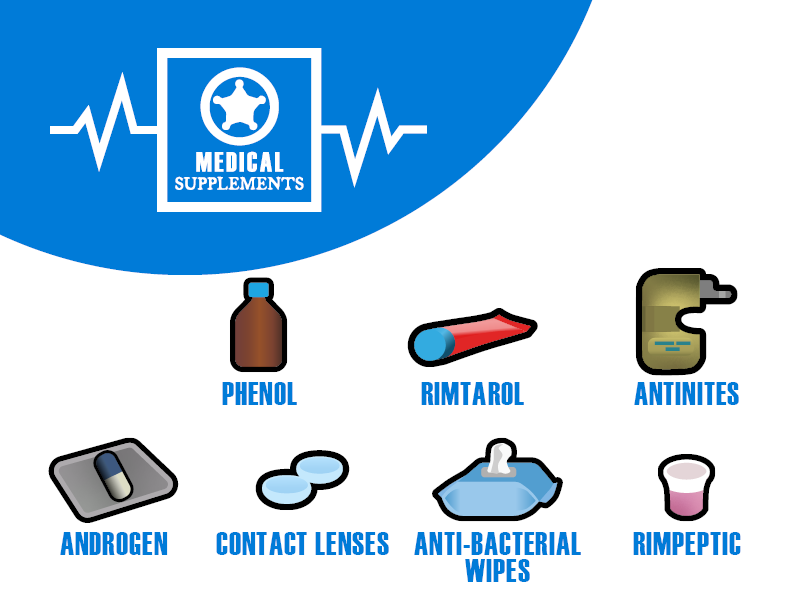 MEDICAL
SUPPLEMENTS
PHENOL
RIMTAROL
ANTINITES
ANDROGEN
CONTACT LENSES
ANTI-BACTERIAL
WIPES
RIMPEPTIC